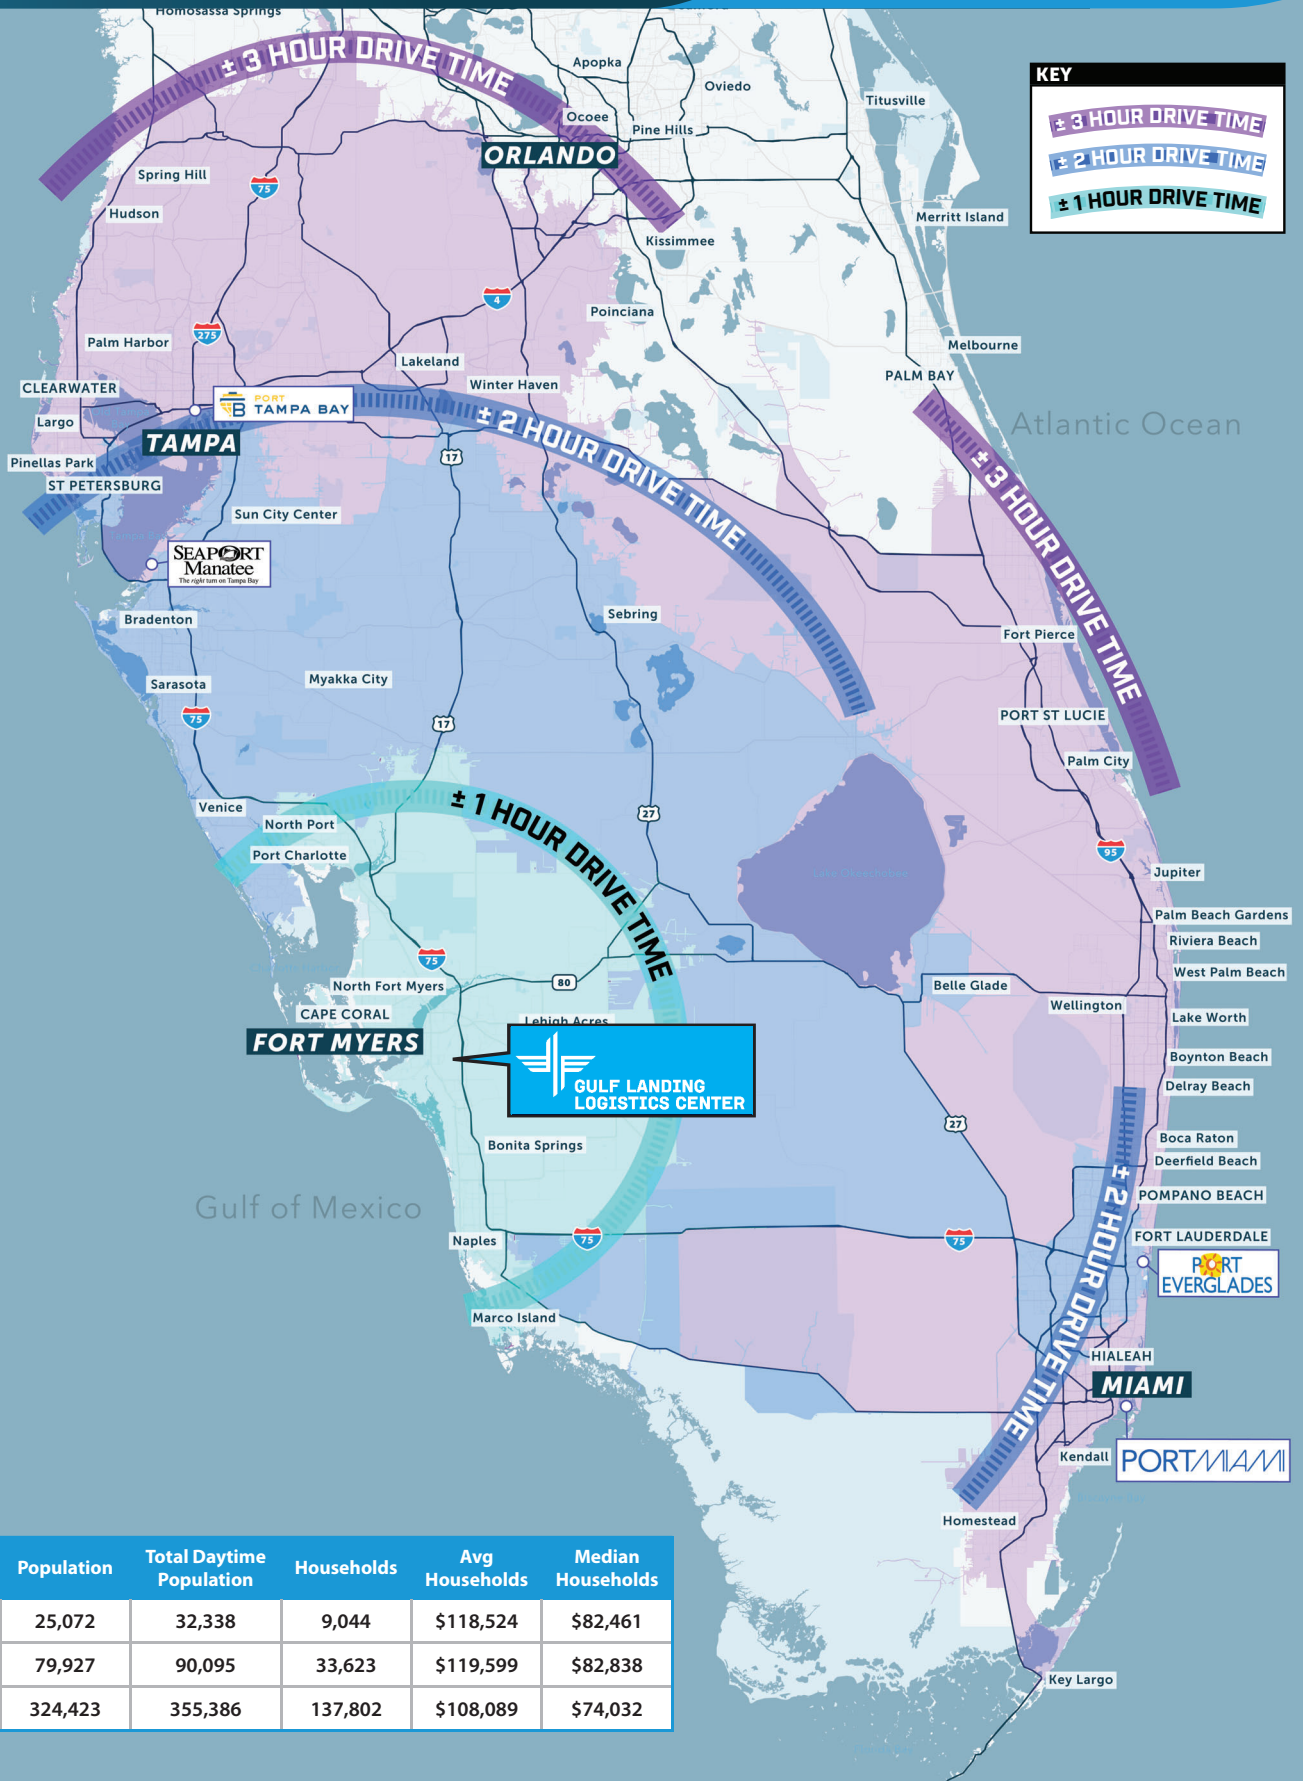 Homosassa Springs
± 3 HOUR DRIVE TIME
Apopka
Oviedo
Titusville
KEY
± 3 HOUR DRIVE TIME
± 2 HOUR DRIVE TIME
± 1 HOUR DRIVE TIME
Ocoee
Pine Hills
ORLANDO
Spring Hill
75
Hudson
Merritt Island
Kissimmee
4
Poinciana
275
Palm Harbor
Melbourne
Lakeland
PALM BAY
CLEARWATER
Winter Haven
PORT
TAMPA BAY
Largo
Atlantic Ocean
TAMPA
± 2 HOUR DRIVE TIME
17
Pinellas Park
ST PETERSBURG
± 3 HOUR DRIVE TIME
Sun City Center
SEAPORT
Manatee
The right turn on Tampa Bay
Bradenton
Sebring
Fort Pierce
Sarasota
Myakka City
75
17
PORT ST LUCIE
Palm City
Venice
± 1 HOUR DRIVE TIME
27
North Port
Port Charlotte
95
Lake Okeechobee
Jupiter
Palm Beach Gardens
Riviera Beach
75
West Palm Beach
80
North Fort Myers
Belle Glade
Wellington
CAPE CORAL
Lehigh Acres
Lake Worth
FORT MYERS
GULF LANDING
LOGISTICS CENTER
Boynton Beach
Delray Beach
27
Boca Raton
Bonita Springs
Deerfield Beach
± 2 HOUR DRIVE TIME
POMPANO BEACH
Gulf of Mexico
Naples
75
75
FORT LAUDERDALE
PORT
EVERGLADES
Marco Island
HIALEAH
MIAMI
Kendall
PORTMIAMI
Homestead
Key Largo
Population Total Daytime Population Households Avg Households Median Households
25,072 32,338 9,044 $118,524 $82,461
79,927 90,095 33,623 $119,599 $82,838
324,423 355,386 137,802 $108,089 $74,032